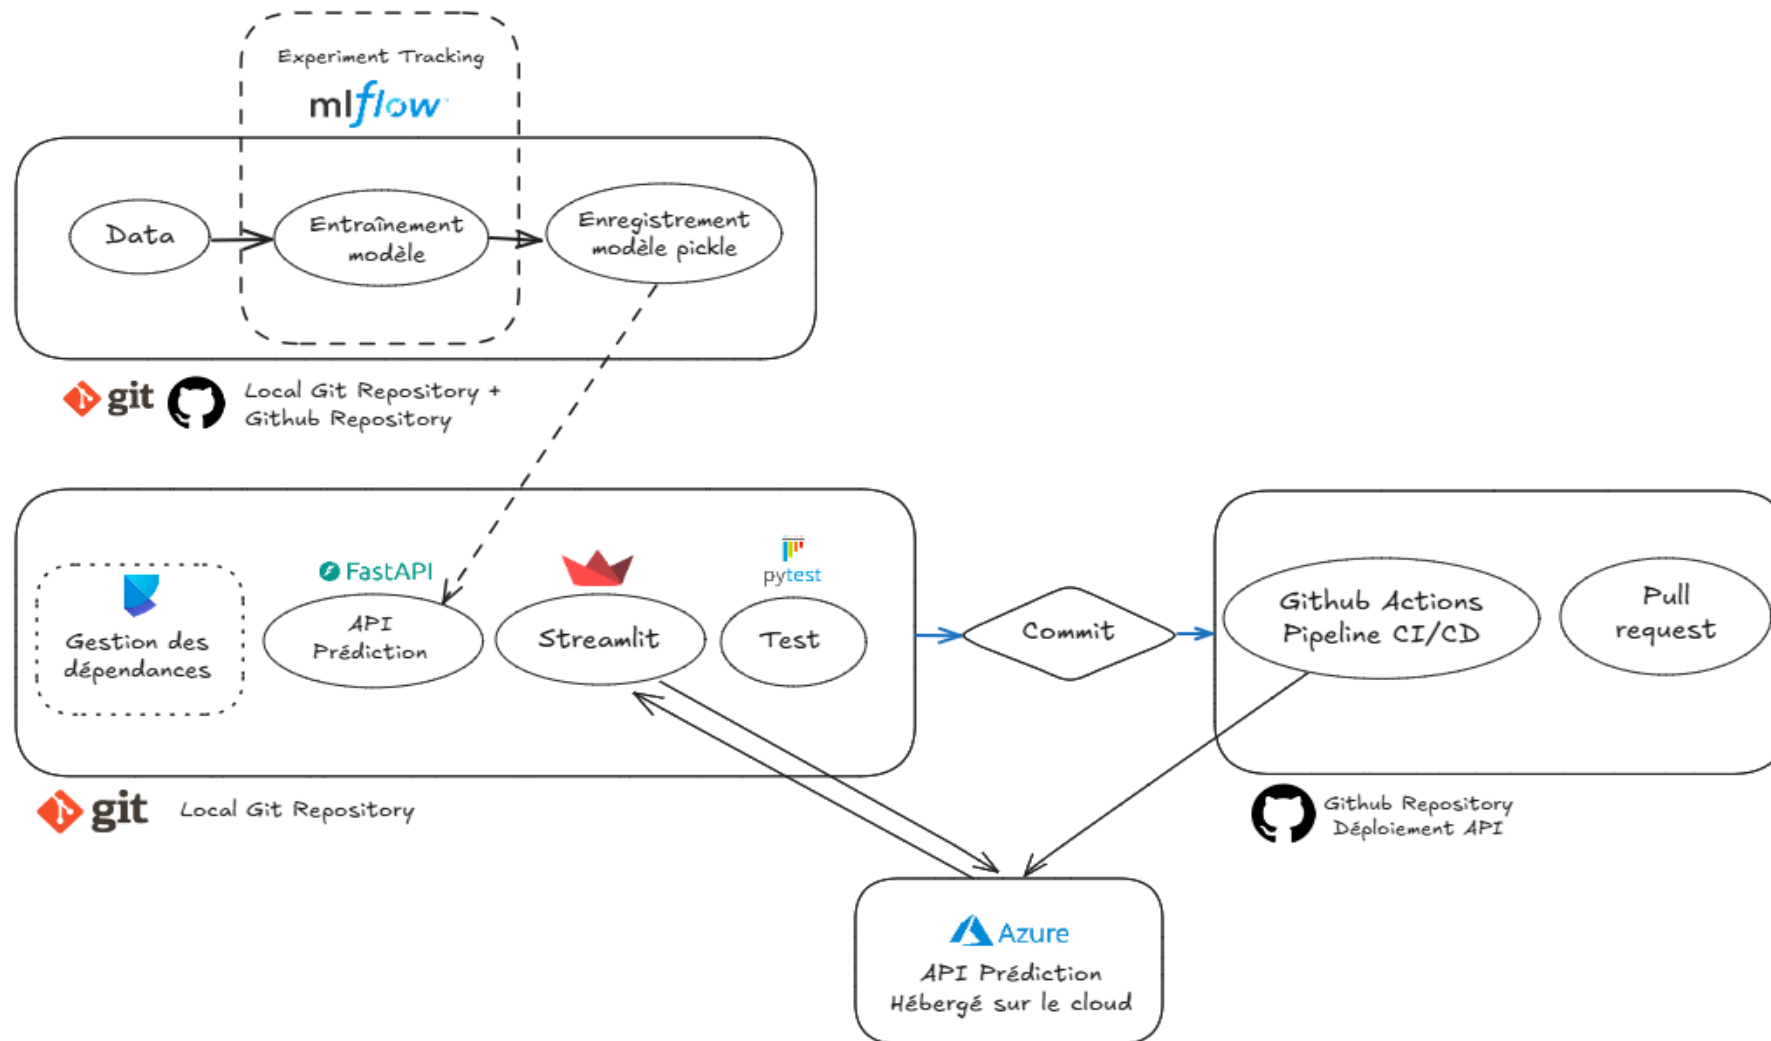 Experiment Tracking
mlflow
Data
Entraînement
modèle
Enregistrement
modèle pickle
git
Local Git Repository +
Github Repository
Gestion des
dépendances
FastAPI
API
Prédiction
Streamlit
pytest
Test
Commit
Github Actions
Pipeline CI/CD
Pull
request
git
Local Git Repository
Github Repository
Déploiement API
Azure
API Prédiction
Hébergé sur le cloud